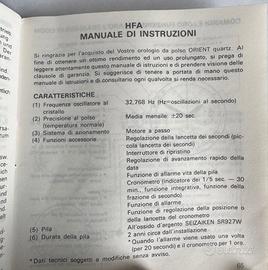 HFA
MANUALE DI INSTRUZIONI
Si ringrazia per l'acquisto del Vostro orologio da polso ORIENT quartz. Al
fine di ottenere un ottimo rendimento ed un uso prolungato, si prega di
leggere attentamente questo manuale di istruzioni e di prendere visione delle
clausole di garanzia. Si suggerisce di tenere a portata di mano questo
manuale di istruzioni e di consultarlo ogni qualvolta si renda necessario.
CARATTERISTICHE
(1) Frequenza oscillatore al
cristallo
32,768 Hz (Hz=oscillazioni al secondo)
(2) Precisione al polso
(temperatura normale)
Media mensile: ±20 sec.
(3) Sistema di azionamento
Motore a passo
(4) Funzioni accessorie
Regolazione della lancetta dei secondi (piccola
lancetta dei secondi)
Interruttore di ripristino
Regolazione di avanzamento rapido della
data
Funzione di allarme vita della pila
Cronometro (Indicatore dei 1/5 sec. — 30
min., funzione integrativa, funzione della
frazione di secondo)
Funzione di allarme
Funzione di regolazione di posizione o
della lancetta del cronometro
(5) Pila
All'ossido d'argento SEIZAIKEN SR927W
(6) Durata della pila
2 anni circa dall'installazione.
* Quando l'allarme viene usato una volta
(per 20 secondi) e il cronometro per 1 ora.
* Dati tecnici soggetti a modifiche senza avviso.
65